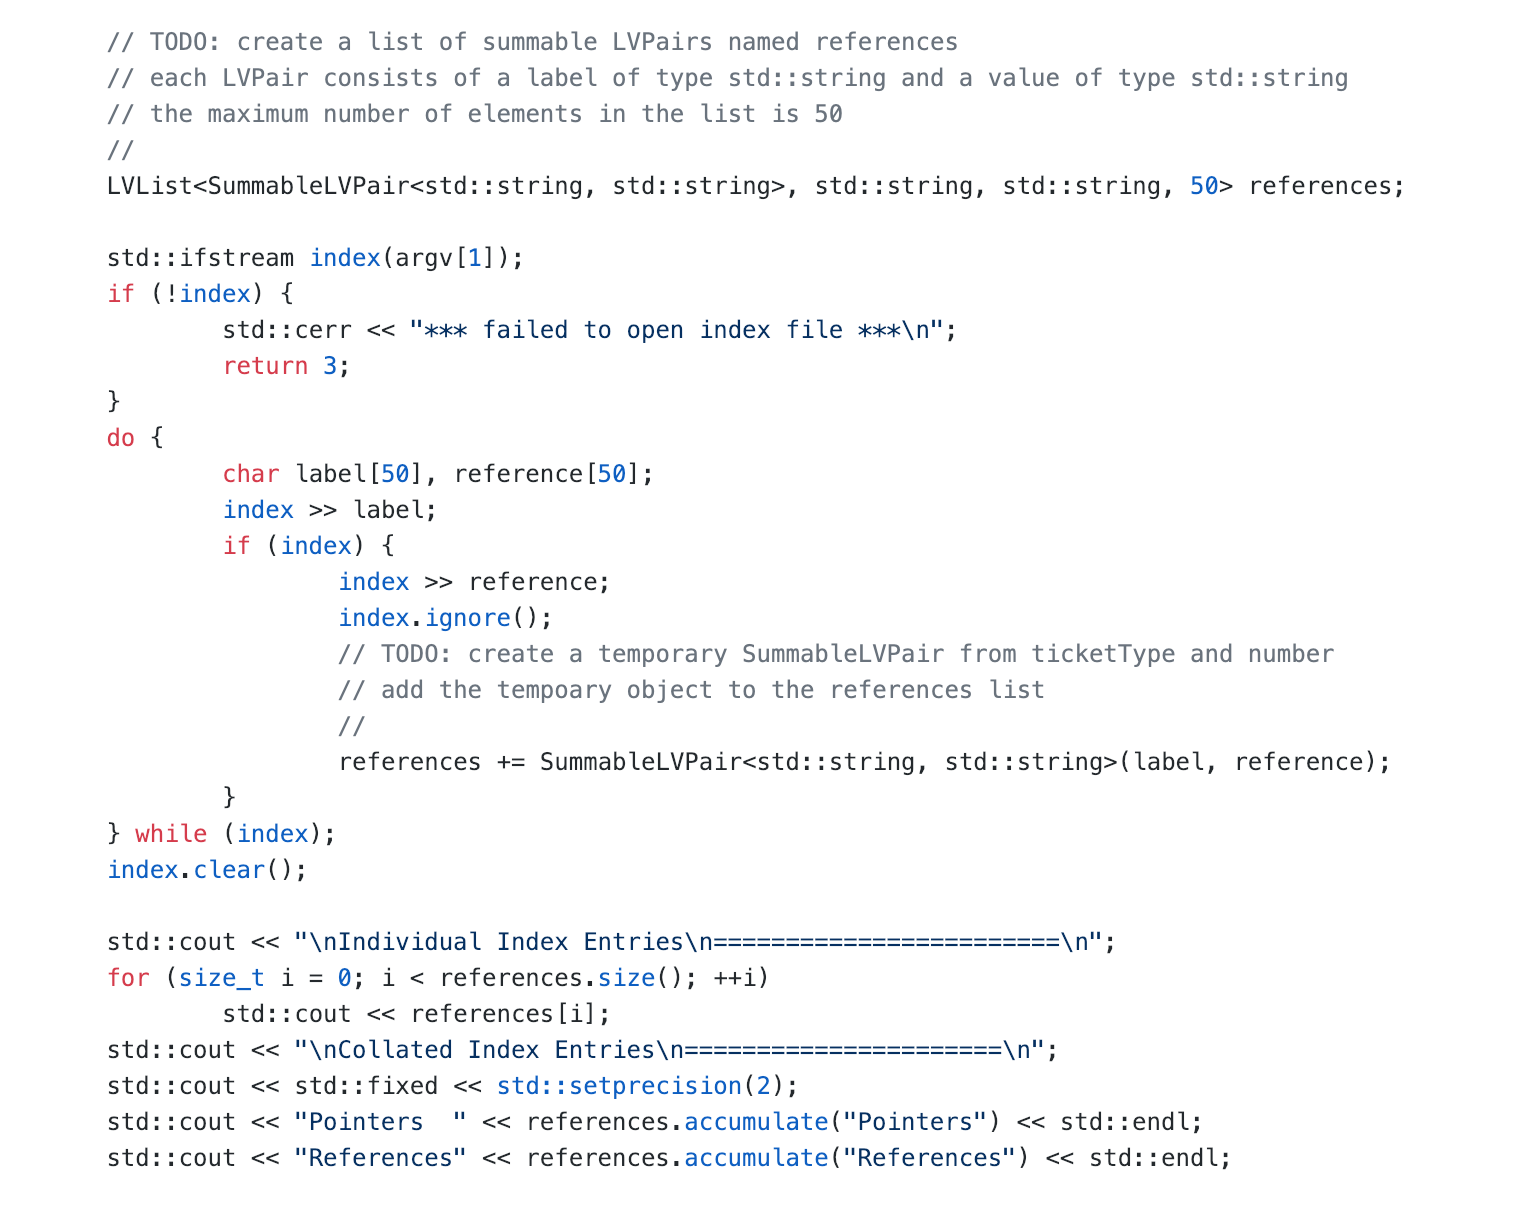 // TODO: create a list of summable LVPairs named references
// each LVPair consists of a label of type std::string and a value of type std::string
// the maximum number of elements in the list is 50
//
LVList<SummableLVPair<std::string, std::string>, std::string, std::string, 50> references;

std::ifstream index(argv[1]);
if (!index) {
        std::cerr << "*** failed to open index file ***\n";
        return 3;
}
do {
        char label[50], reference[50];
        index >> label;
        if (index) {
                index >> reference;
                index.ignore();
                // TODO: create a temporary SummableLVPair from ticketType and number
                // add the tempoary object to the references list
                //
                references += SummableLVPair<std::string, std::string>(label, reference);
        }
} while (index);
index.clear();

std::cout << "\nIndividual Index Entries\n========================\n";
for (size_t i = 0; i < references.size(); ++i)
        std::cout << references[i];
std::cout << "\nCollated Index Entries\n======================\n";
std::cout << std::fixed << std::setprecision(2);
std::cout << "Pointers  " << references.accumulate("Pointers") << std::endl;
std::cout << "References" << references.accumulate("References") << std::endl;